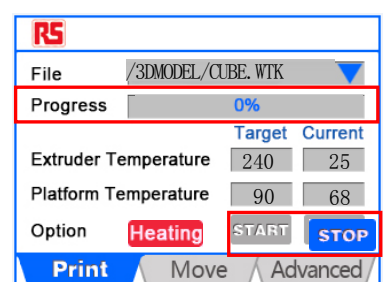 RS
File /3DMODEL/CUBE.WTK
Progress 0%
Target Current
Extruder Temperature 240 25
Platform Temperature 90 68
Option Heating START STOP
Print Move Advanced